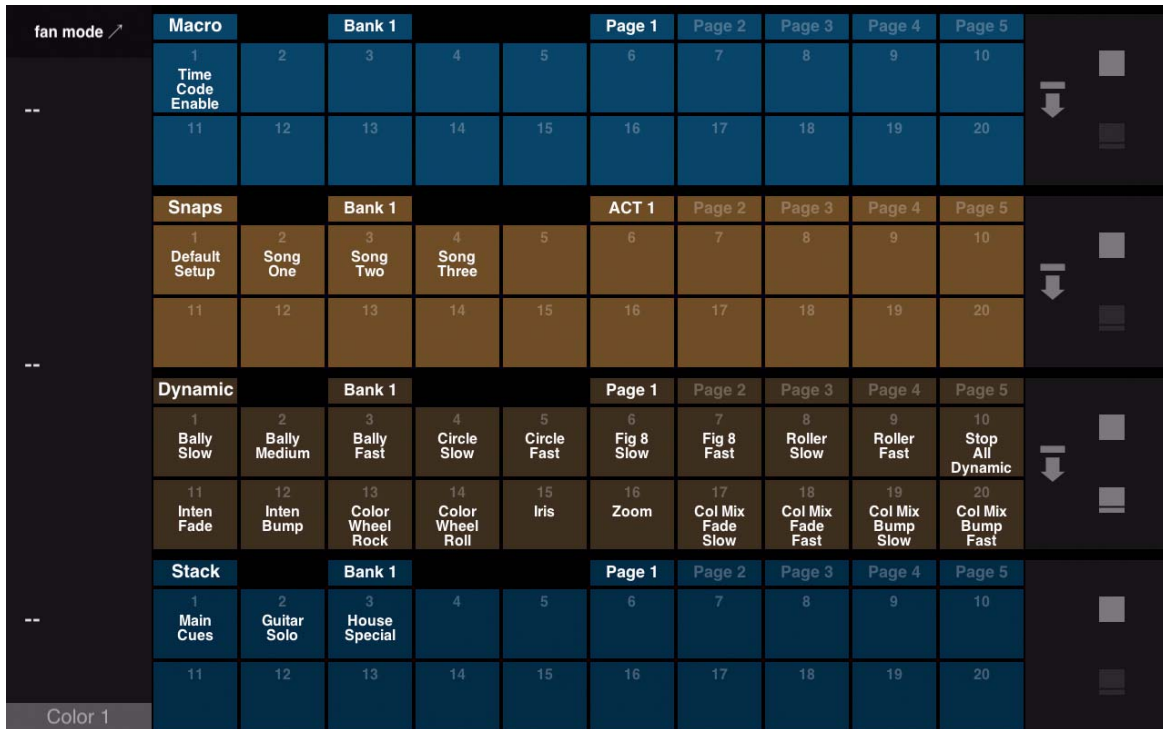 fan mode
Macro Bank 1 Page 1 Page 2 Page 3 Page 4 Page 5
1 2 3 4 5 6 7 8 9 10
Time
Code
Enable
--
11 12 13 14 15 16 17 18 19 20
Snaps Bank 1 ACT 1 Page 2 Page 3 Page 4 Page 5
1 2 3 4 5 6 7 8 9 10
Default Song Song Song
Setup One Two Three
11 12 13 14 15 16 17 18 19 20
--
Dynamic Bank 1 Page 1 Page 2 Page 3 Page 4 Page 5
1 2 3 4 5 6 7 8 9 10
Bally Bally Bally Circle Circle Fig 8 Fig 8 Roller Roller Stop
Slow Medium Fast Slow Fast Slow Fast Slow Fast All
Dynamic
11 12 13 14 15 16 17 18 19 20
Inten Inten Color Color Iris Zoom Col Mix Col Mix Col Mix Col Mix
Fade Bump Wheel Wheel Fade Fade Bump Bump
Rock Roll Slow Fast Slow Fast
Stack Bank 1 Page 1 Page 2 Page 3 Page 4 Page 5
1 2 3 4 5 6 7 8 9 10
-- Main Guitar House
Cues Solo Special
11 12 13 14 15 16 17 18 19 20
Color 1